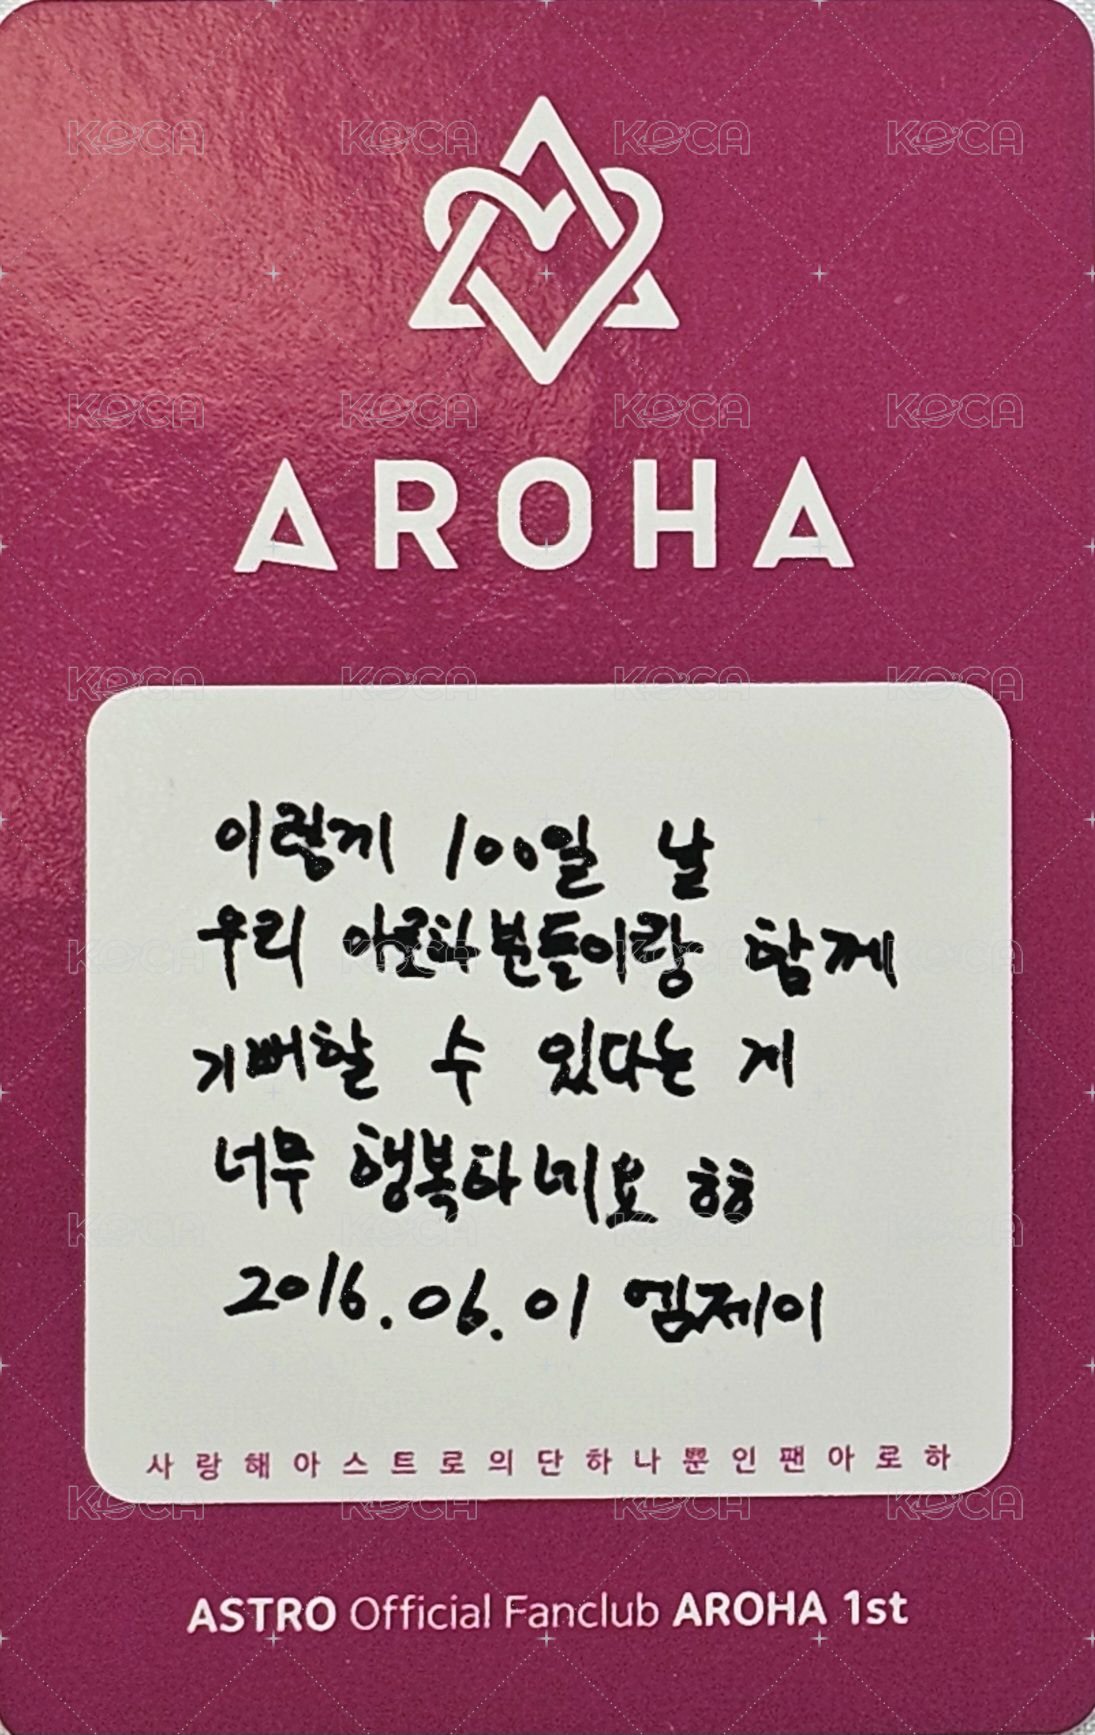 AROHA
이렇게 100일 날
우리 아로하분들이랑 함께
기뻐할 수 있다는 게
너무 행복하네요 ㅎㅎ
2016.06.01 엠제이
사랑해아스트로의단하나뿐인팬아로하
ASTRO Official Fanclub AROHA 1st
KOCA